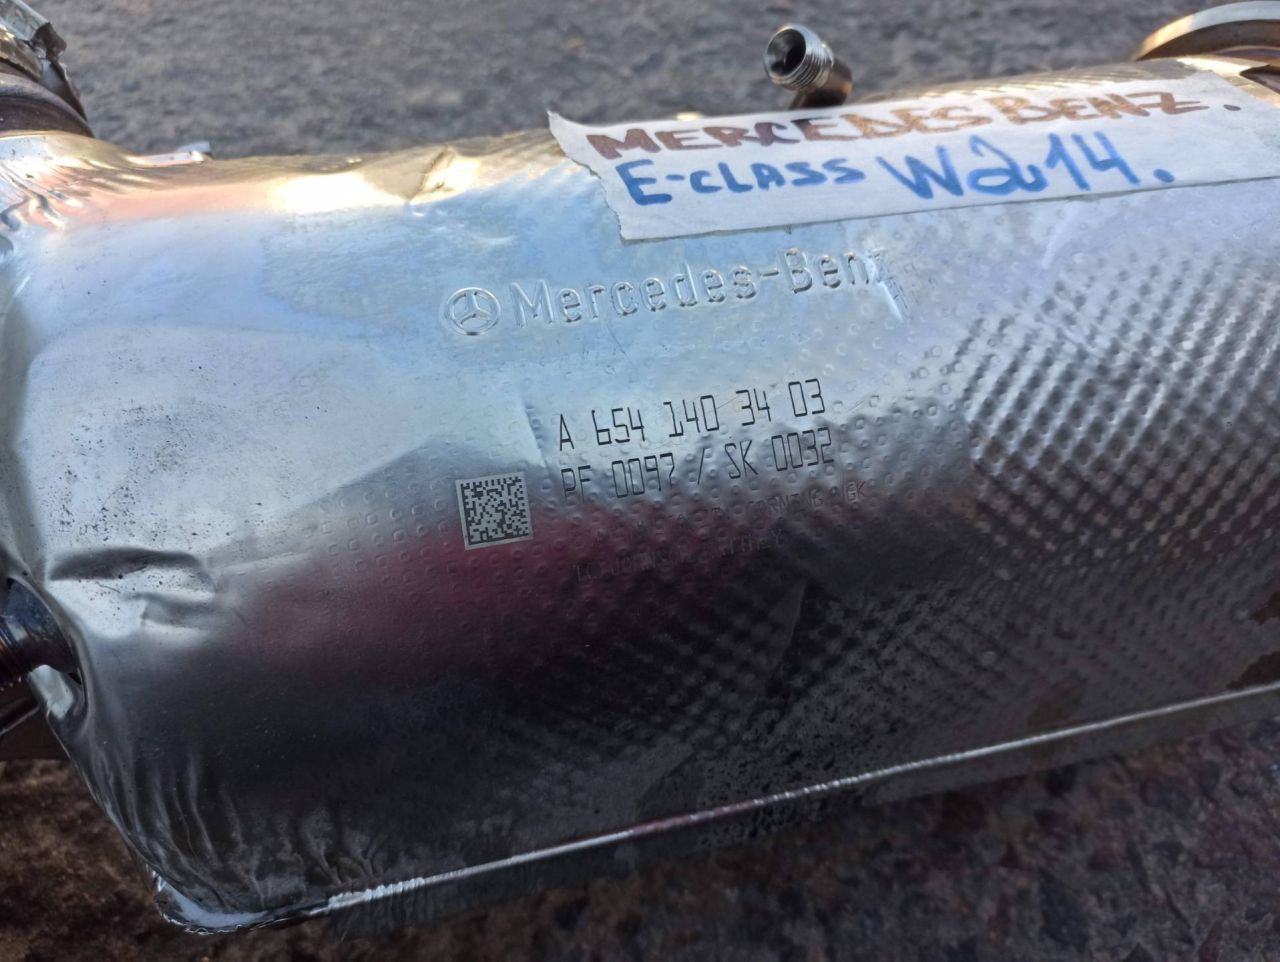 MERCEDES BENZ.
E-CLASS W214.
Mercedes-Benz
A 654 140 34 03
PF 0097 / SK 0032